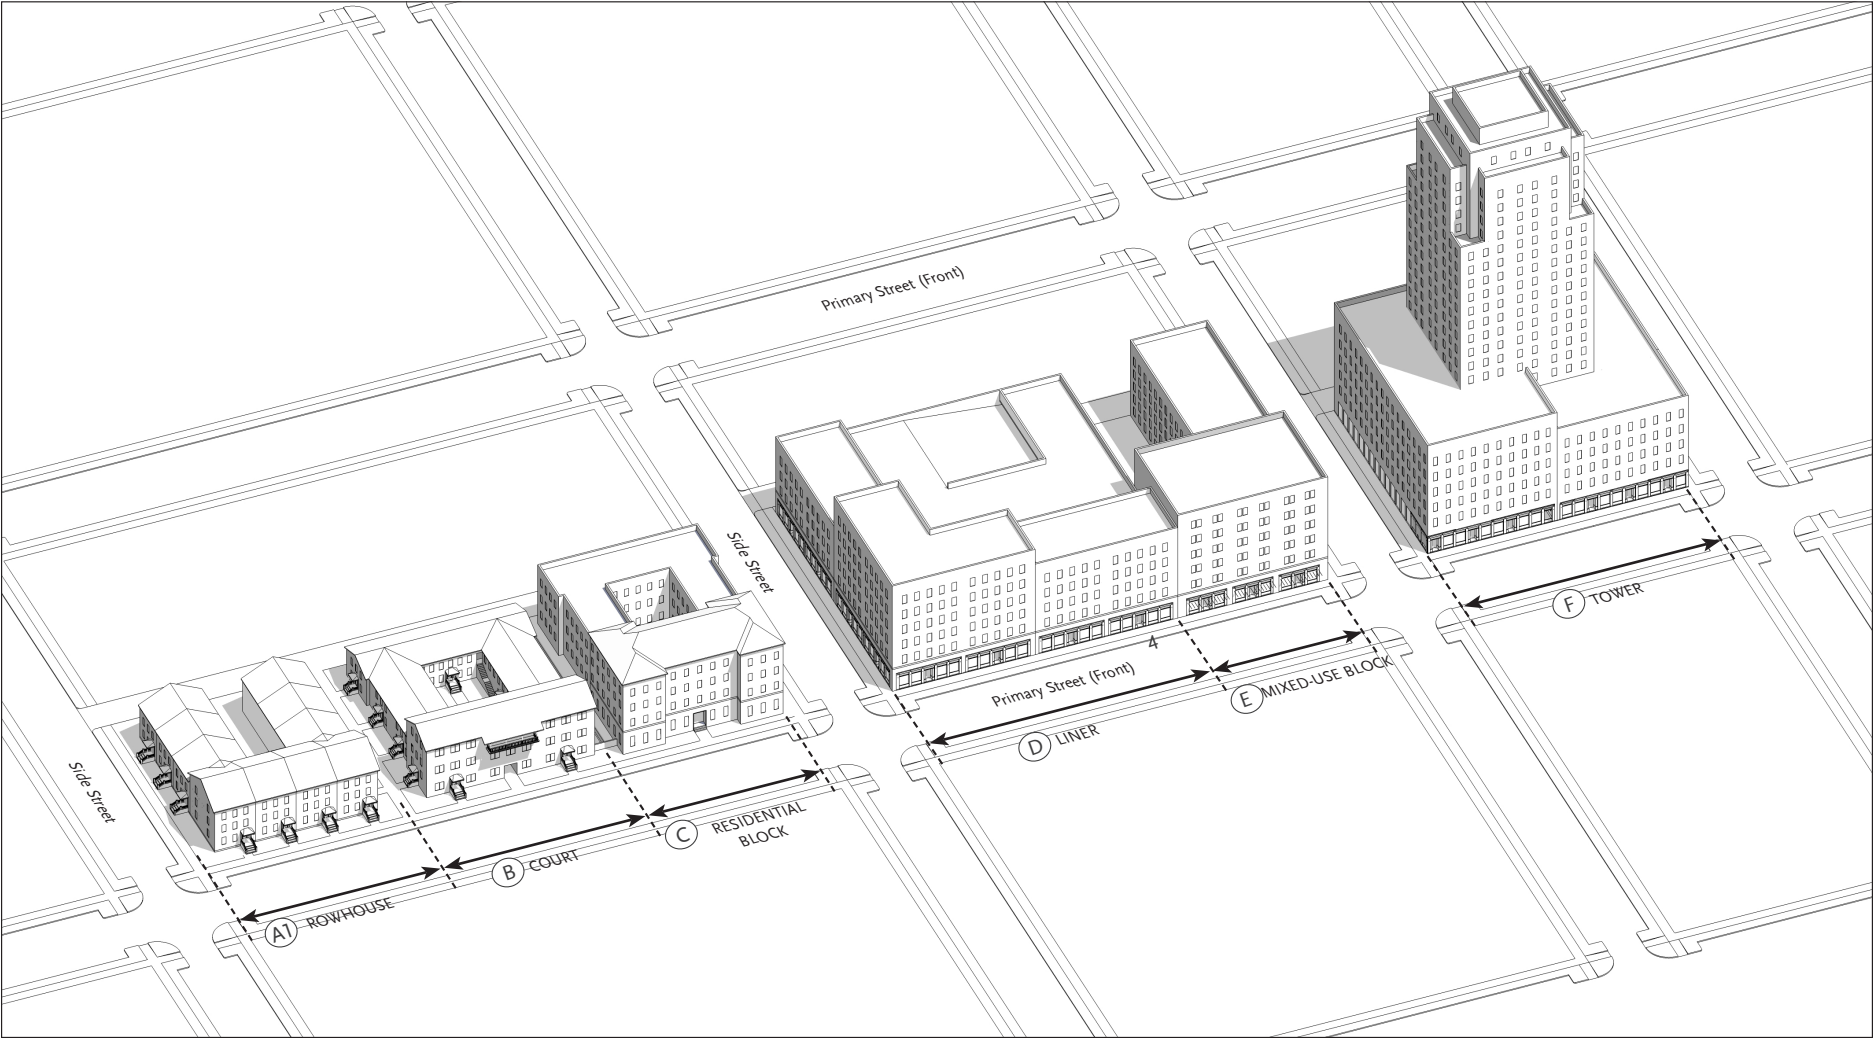 Primary Street (Front)
Side Street
F TOWER
4
Primary Street (Front)
E MIXED-USE BLOCK
D LINER
Side Street
C RESIDENTIAL
BLOCK
B COURT
A1 ROWHOUSE